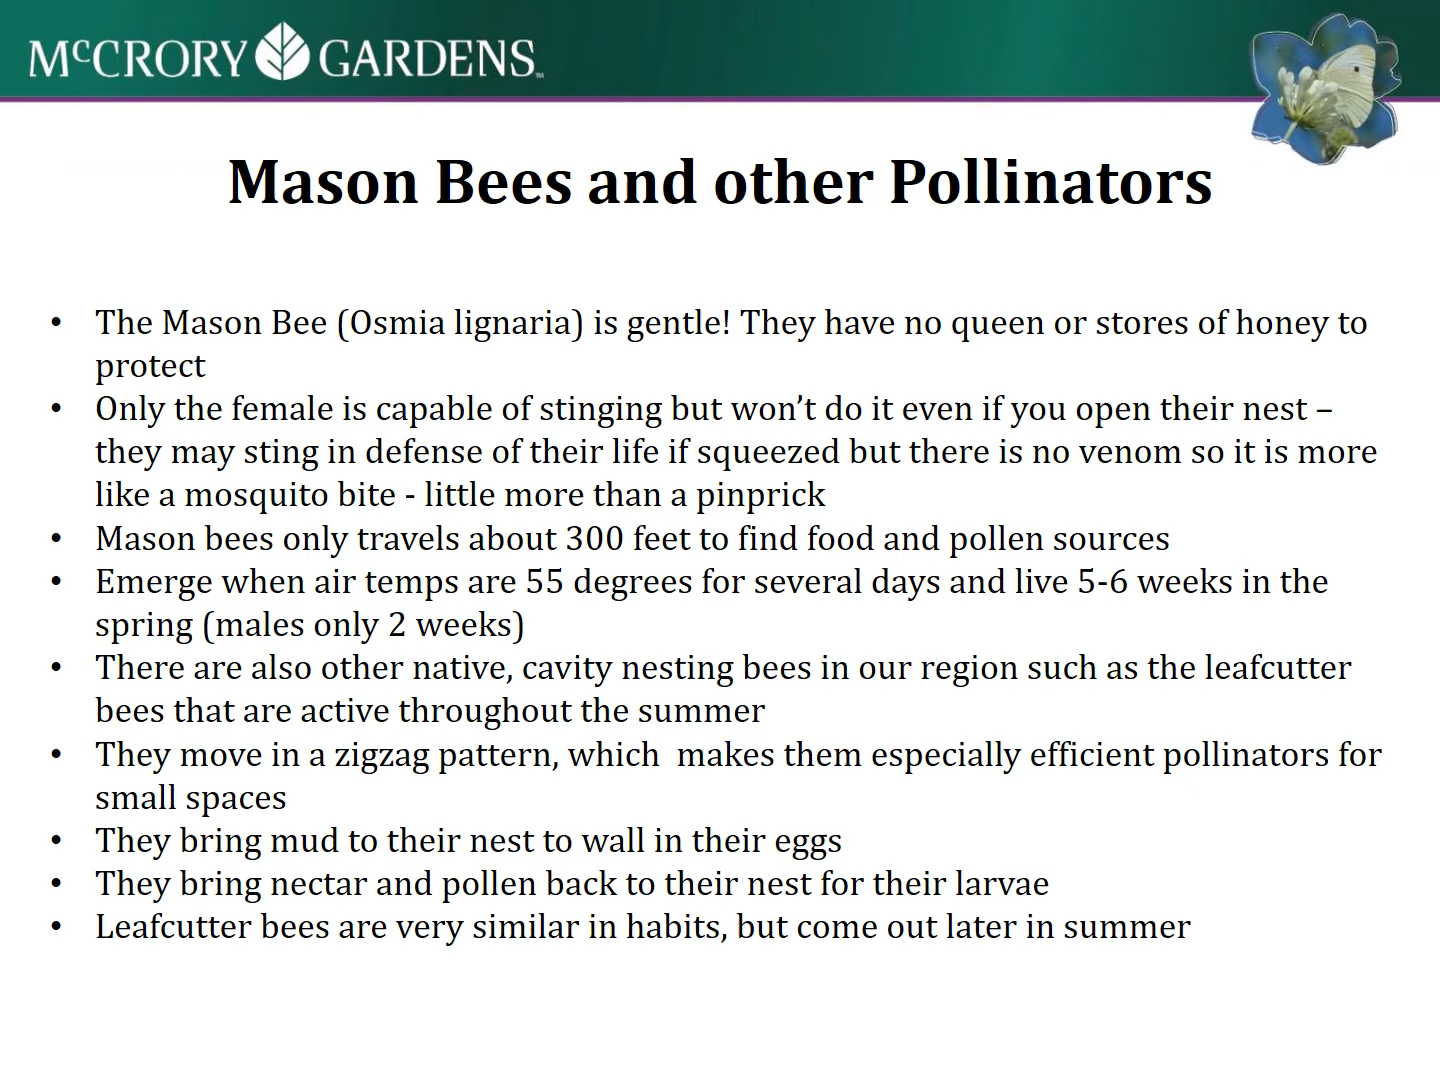 McCRORY GARDENS™
Mason Bees and other Pollinators
• The Mason Bee (Osmia lignaria) is gentle! They have no queen or stores of honey to
protect
• Only the female is capable of stinging but won’t do it even if you open their nest –
they may sting in defense of their life if squeezed but there is no venom so it is more
like a mosquito bite - little more than a pinprick
• Mason bees only travels about 300 feet to find food and pollen sources
• Emerge when air temps are 55 degrees for several days and live 5-6 weeks in the
spring (males only 2 weeks)
• There are also other native, cavity nesting bees in our region such as the leafcutter
bees that are active throughout the summer
• They move in a zigzag pattern, which  makes them especially efficient pollinators for
small spaces
• They bring mud to their nest to wall in their eggs
• They bring nectar and pollen back to their nest for their larvae
• Leafcutter bees are very similar in habits, but come out later in summer